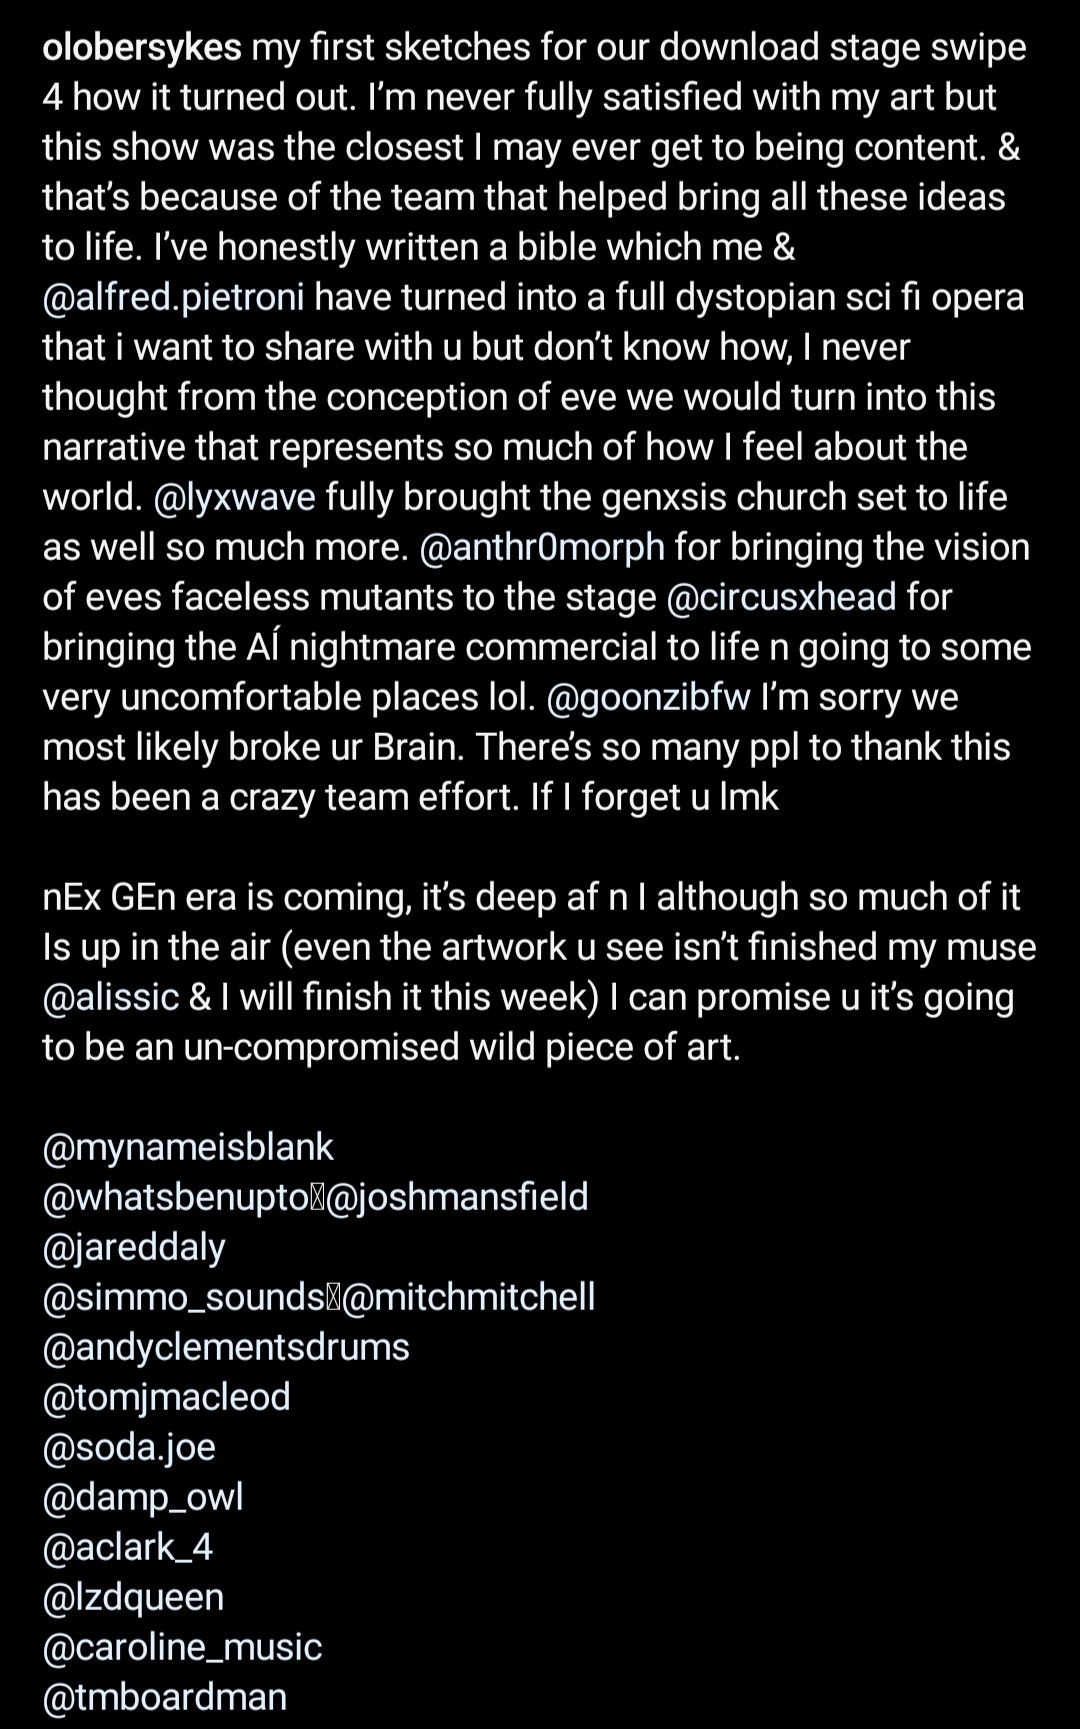 olobersykes my first sketches for our download stage swipe
4 how it turned out. I’m never fully satisfied with my art but
this show was the closest I may ever get to being content. &
that’s because of the team that helped bring all these ideas
to life. I’ve honestly written a bible which me &
@alfred.pietroni have turned into a full dystopian sci fi opera
that i want to share with u but don’t know how, I never
thought from the conception of eve we would turn into this
narrative that represents so much of how I feel about the
world. @lyxwave fully brought the genxsis church set to life
as well so much more. @anthr0morph for bringing the vision
of eves faceless mutants to the stage @circusxhead for
bringing the AÍ nightmare commercial to life n going to some
very uncomfortable places lol. @goonzibfw I’m sorry we
most likely broke ur Brain. There’s so many ppl to thank this
has been a crazy team effort. If I forget u lmk

nEx GEn era is coming, it’s deep af n I although so much of it
Is up in the air (even the artwork u see isn’t finished my muse
@alissic & I will finish it this week) I can promise u it’s going
to be an un-compromised wild piece of art.

@mynameisblank
@whatsbenupto @joshmansfield
@jareddaly
@simmo_sounds @mitchmitchell
@andyclementsdrums
@tomjmacleod
@soda.joe
@damp_owl
@aclark_4
@lzdqueen
@caroline_music
@tmboardman